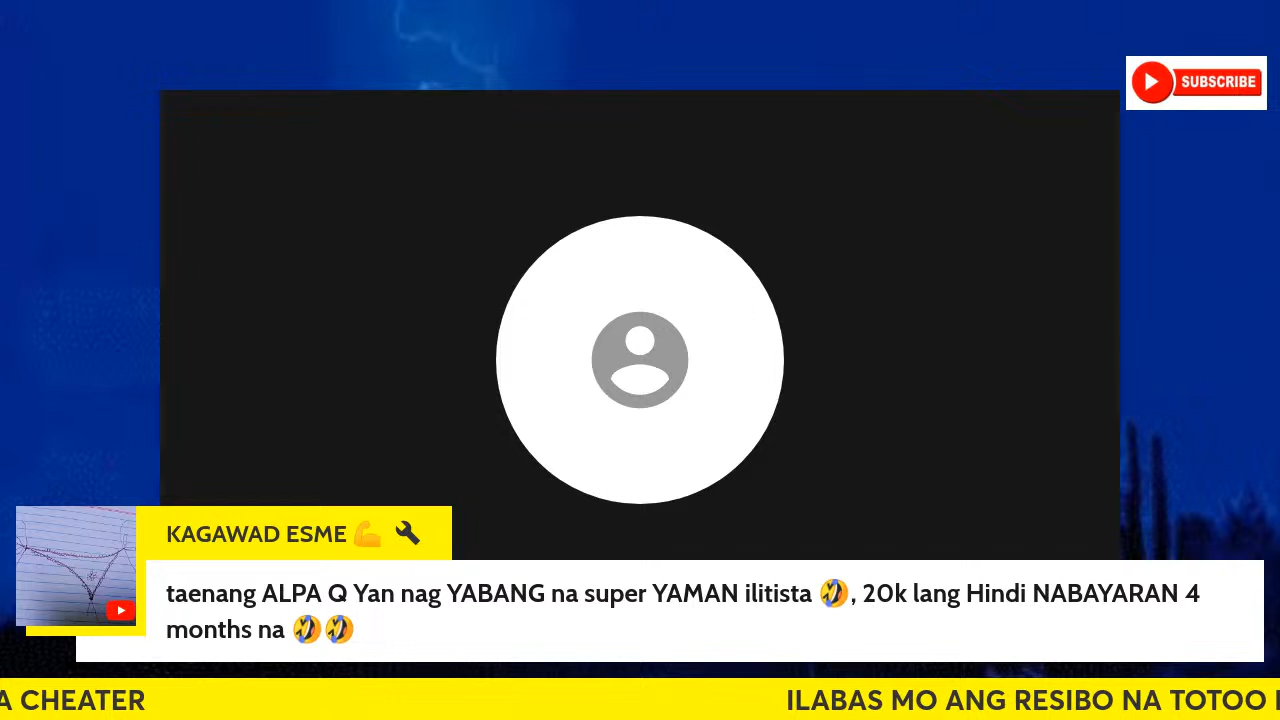 SUBSCRIBE
KAGAWAD ESME 💪 🔧
taenang ALPA Q Yan nag YABANG na super YAMAN ilitista 🤣, 20k lang Hindi NABAYARAN 4
months na 🤣🤣
A CHEATER ILABAS MO ANG RESIBO NA TOTOO